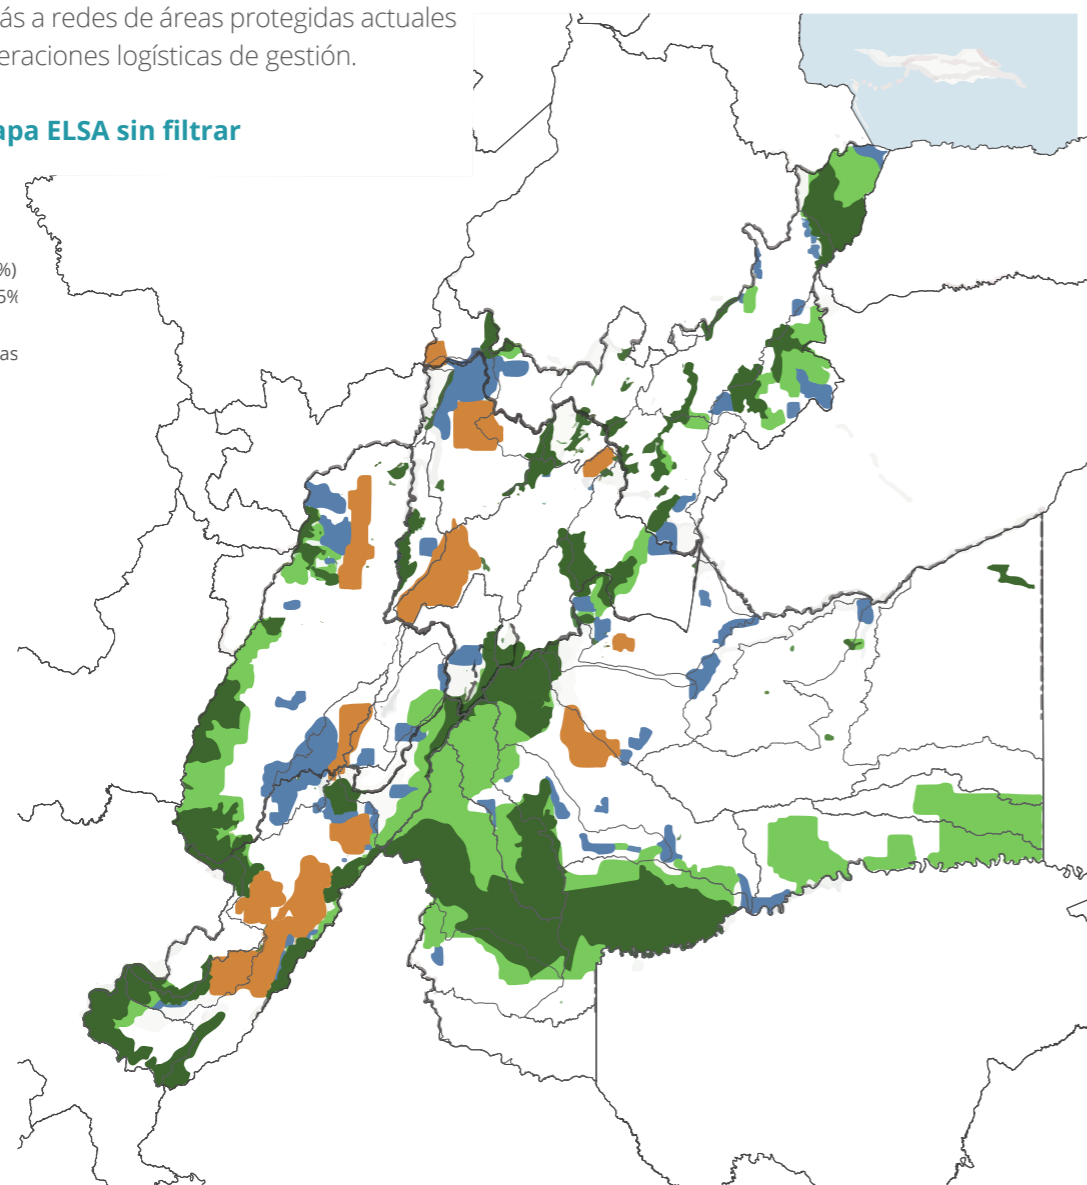 ás a redes de áreas protegidas actuales
eraciones logísticas de gestión.
apa ELSA sin filtrar
%)
5%
as